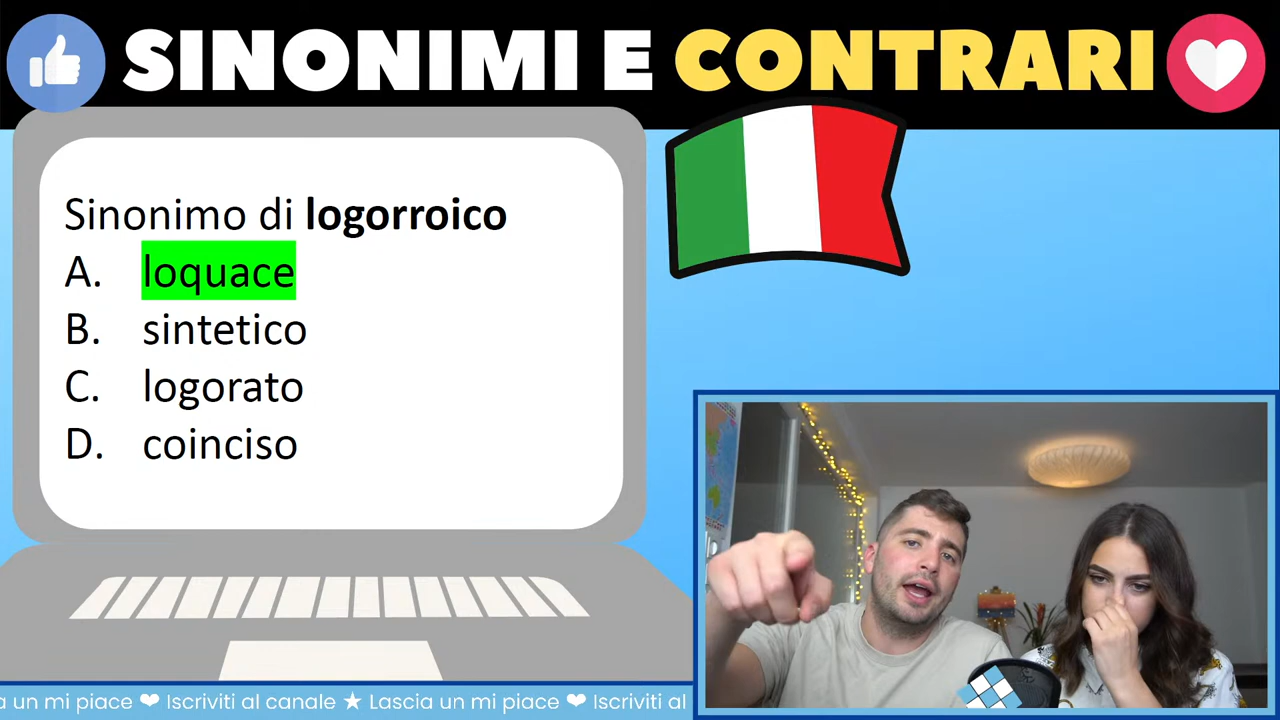 SINONIMI E CONTRARI
Sinonimo di logorroico
A. loquace
B. sintetico
C. logorato
D. coinciso
a un mi piace ❤ Iscriviti al canale ★ Lascia un mi piace ❤ Iscriviti al